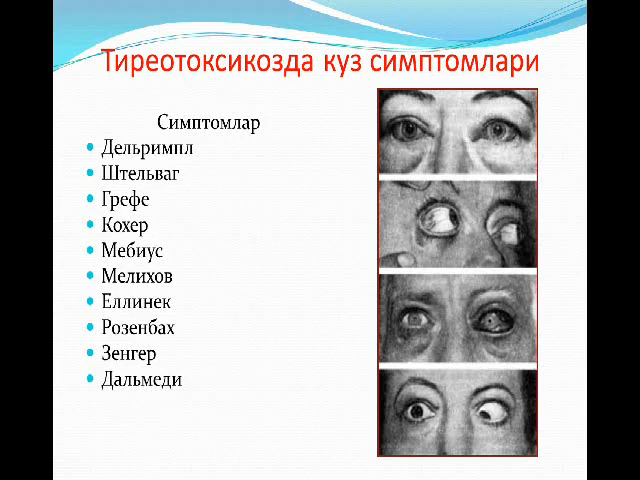 Тиреотоксикозда куз симптомлари
Симптомлар
Дельримпл
Штельваг
Грефе
Кохер
Мебиус
Мелихов
Еллинек
Розенбах
Зенгер
Дальмеди